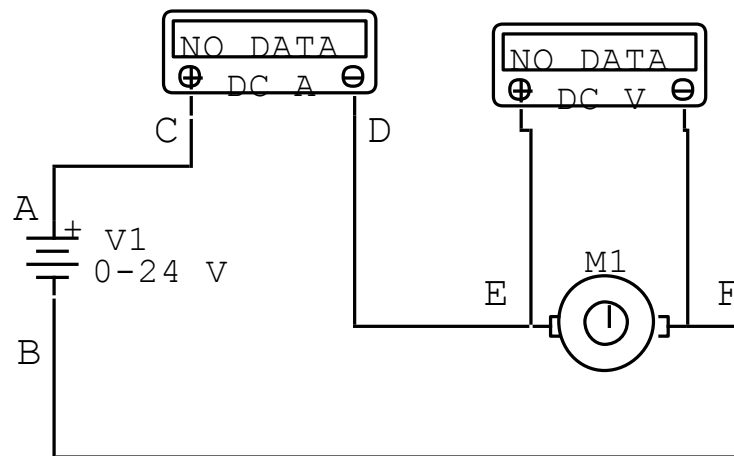 NO DATA
DC A
NO DATA
DC V
C
D
A
+
V1
0-24 V
M1
E
F
B